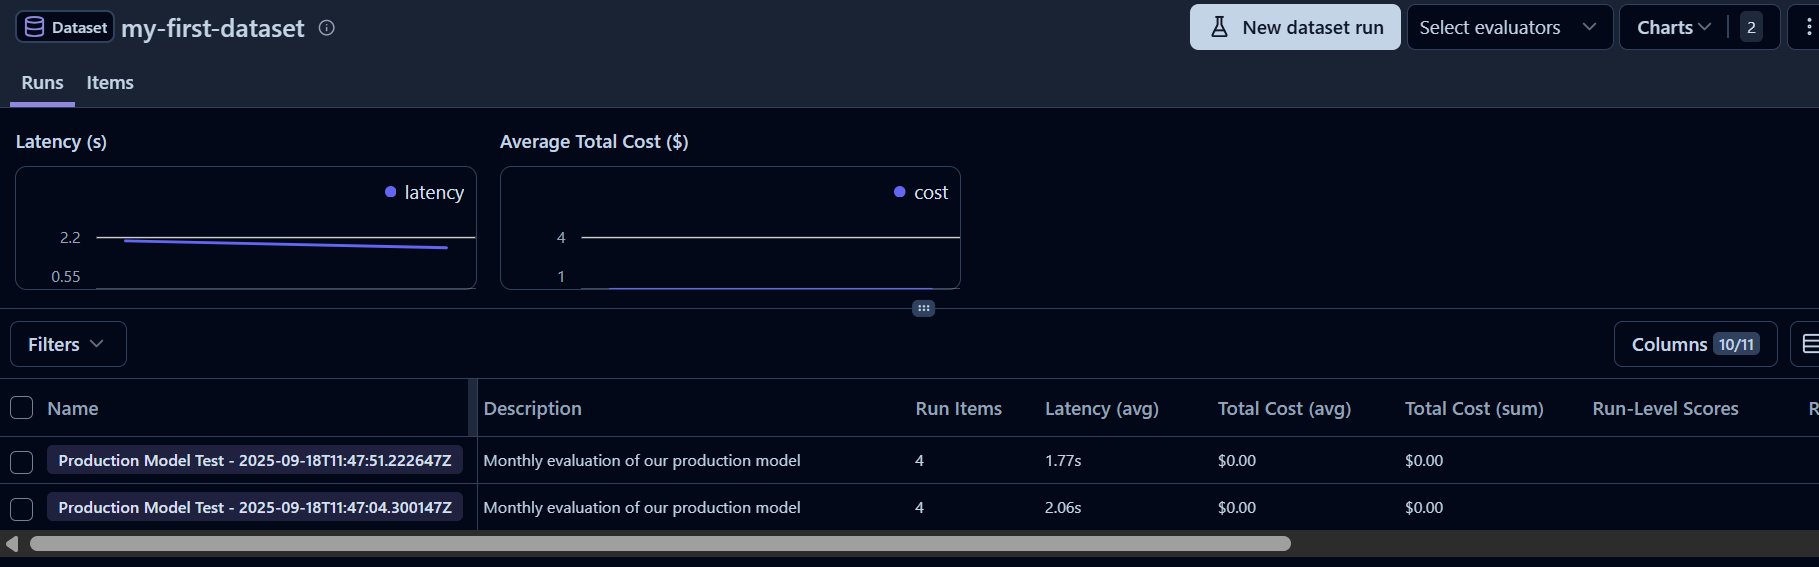 Dataset my-first-dataset
New dataset run
Select evaluators
Charts 2
Runs Items
Latency (s)
latency
2.2
0.55
Average Total Cost ($)
cost
4
1
Filters
Columns 10/11
Name Description Run Items Latency (avg) Total Cost (avg) Total Cost (sum) Run-Level Scores R
Production Model Test - 2025-09-18T11:47:51.222647Z Monthly evaluation of our production model 4 1.77s $0.00 $0.00
Production Model Test - 2025-09-18T11:47:04.300147Z Monthly evaluation of our production model 4 2.06s $0.00 $0.00